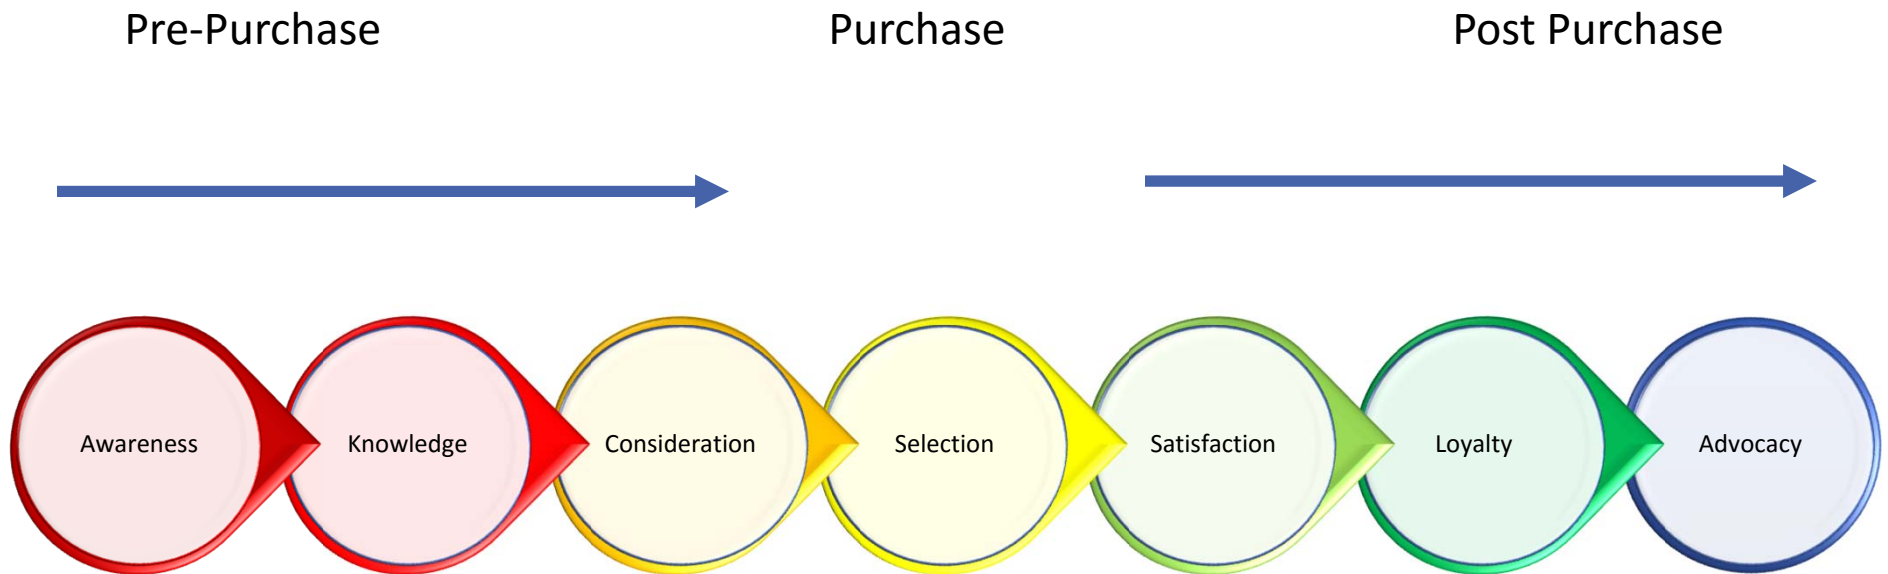 Pre-Purchase
Purchase
Post Purchase
Awareness
Knowledge
Consideration
Selection
Satisfaction
Loyalty
Advocacy